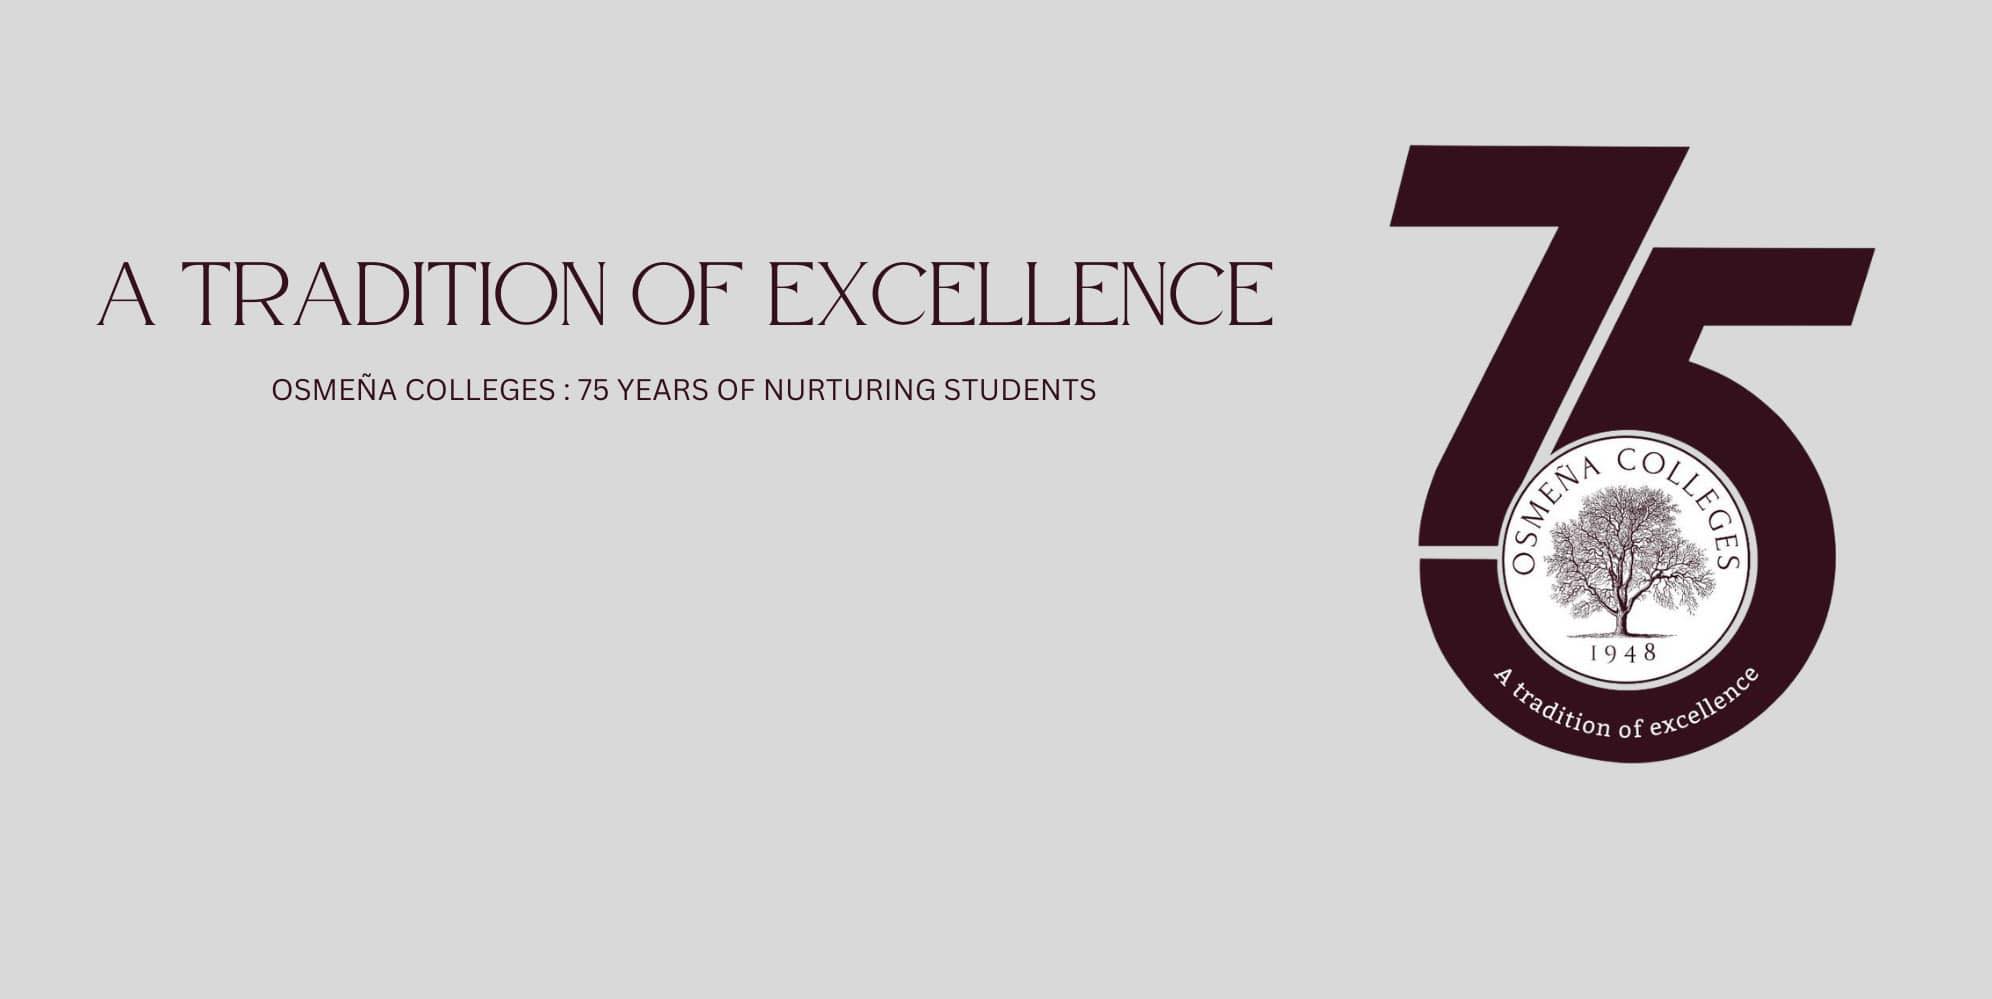 A TRADITION OF EXCELLENCE
OSMEÑA COLLEGES : 75 YEARS OF NURTURING STUDENTS
75
OSMEÑA COLLEGES
1948
A tradition of excellence